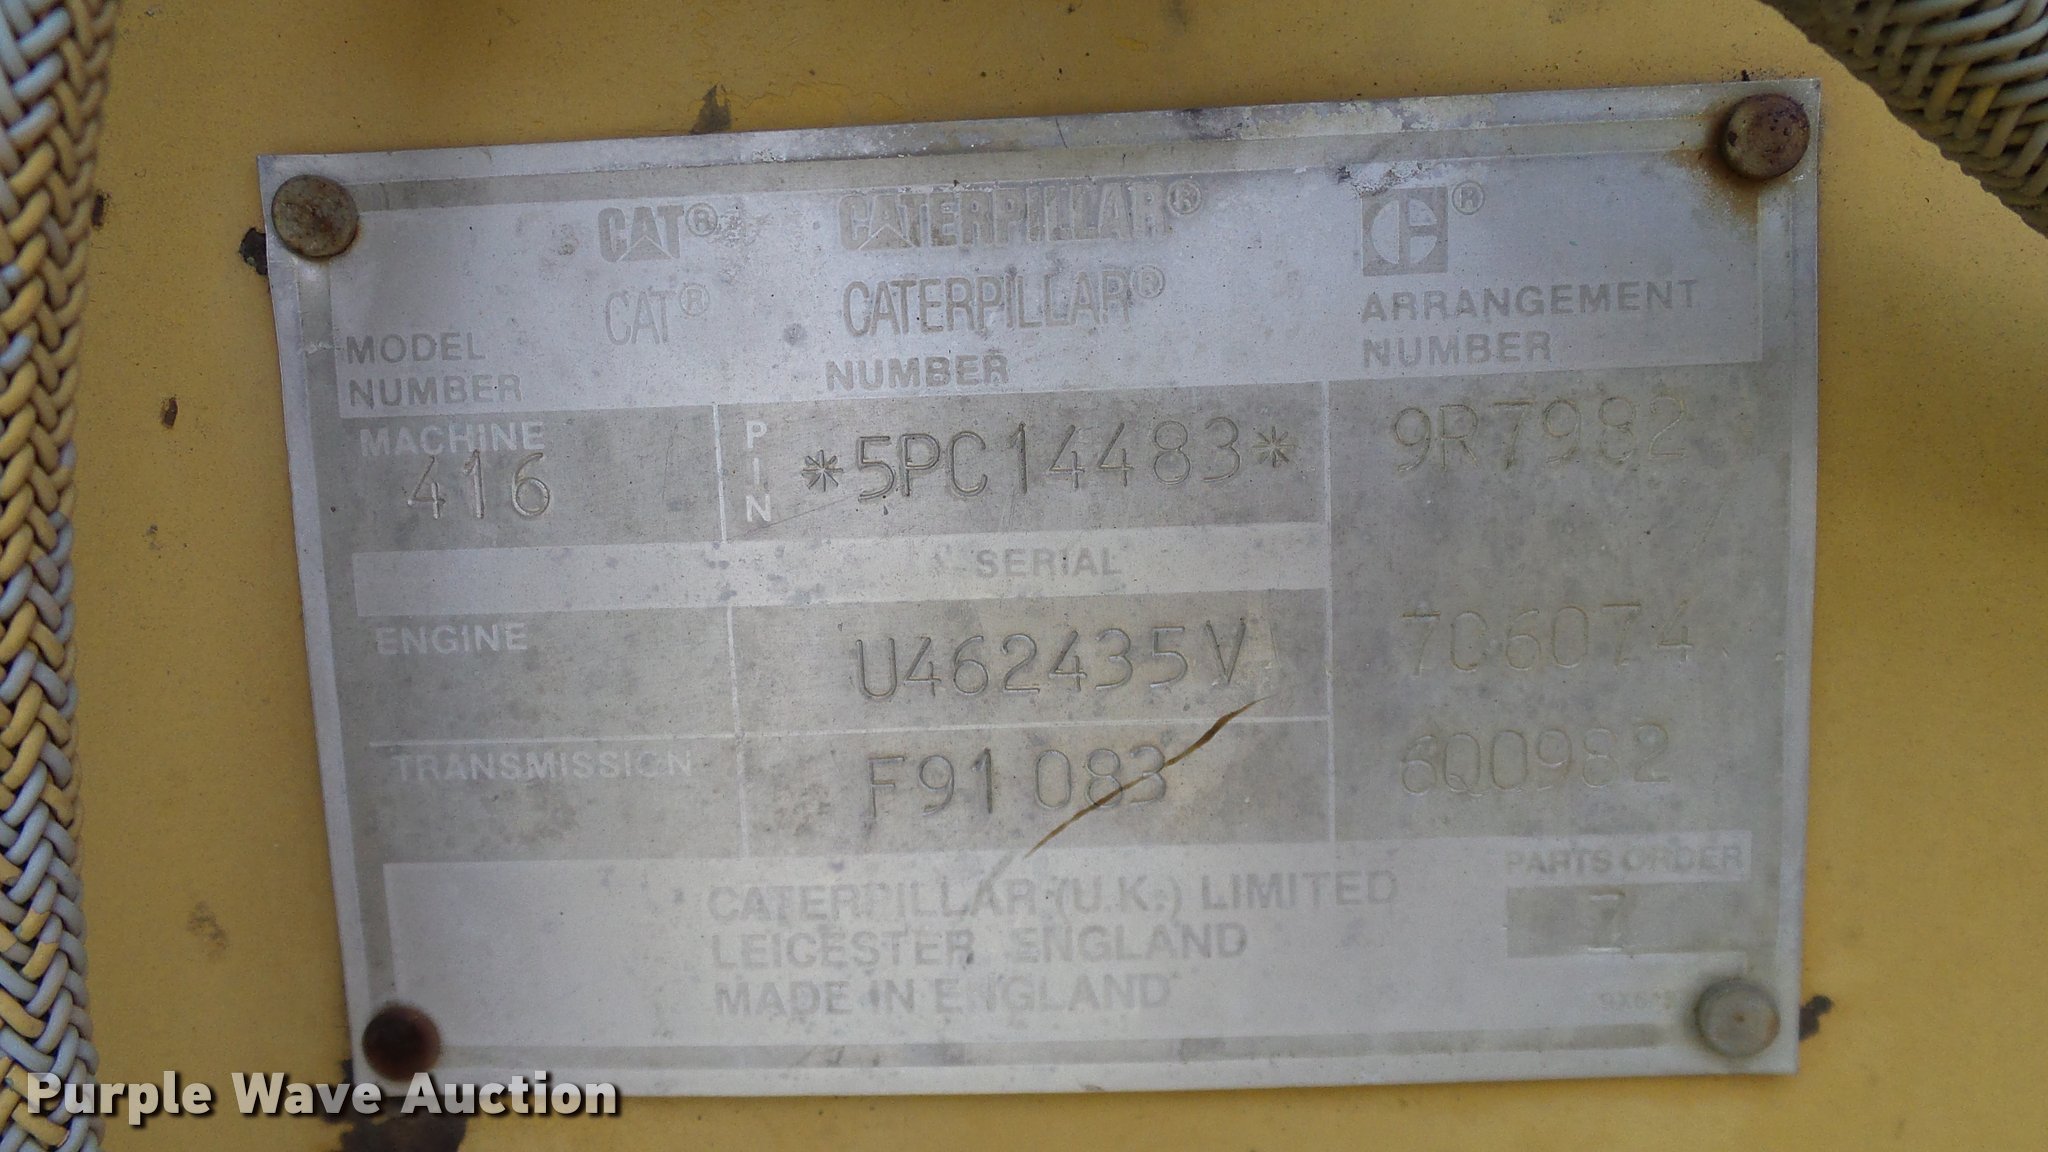 CAT® CATERPILLAR® ®
CAT® CATERPILLAR®
MODEL NUMBER
NUMBER
ARRANGEMENT NUMBER
MACHINE
416
PIN
*5PC14483*
9R7982
SERIAL
ENGINE
U462435V
7C6074
TRANSMISSION
F91083
6Q0982
PARTS ORDER
7
CATERPILLAR (U.K.) LIMITED
LEICESTER ENGLAND
MADE IN ENGLAND
Purple Wave Auction